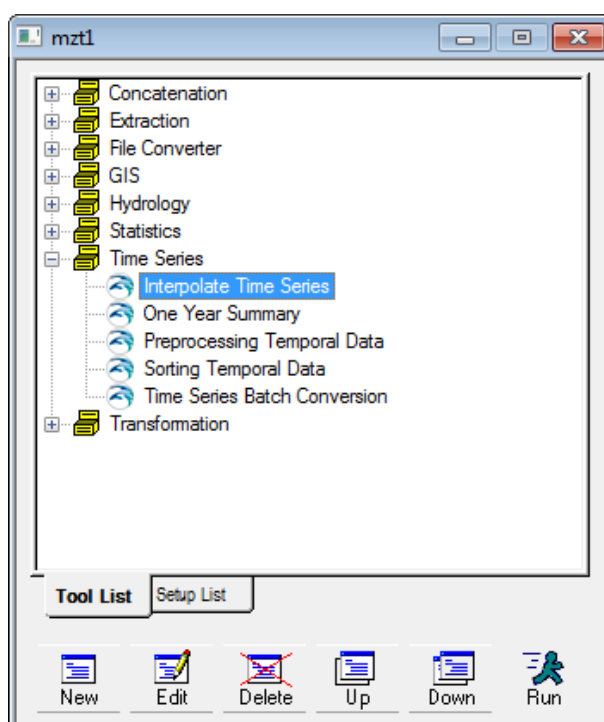 mzt1
Concatenation
Extraction
File Converter
GIS
Hydrology
Statistics
Time Series
Interpolate Time Series
One Year Summary
Preprocessing Temporal Data
Sorting Temporal Data
Time Series Batch Conversion
Transformation
Tool List Setup List
New Edit Delete Up Down Run